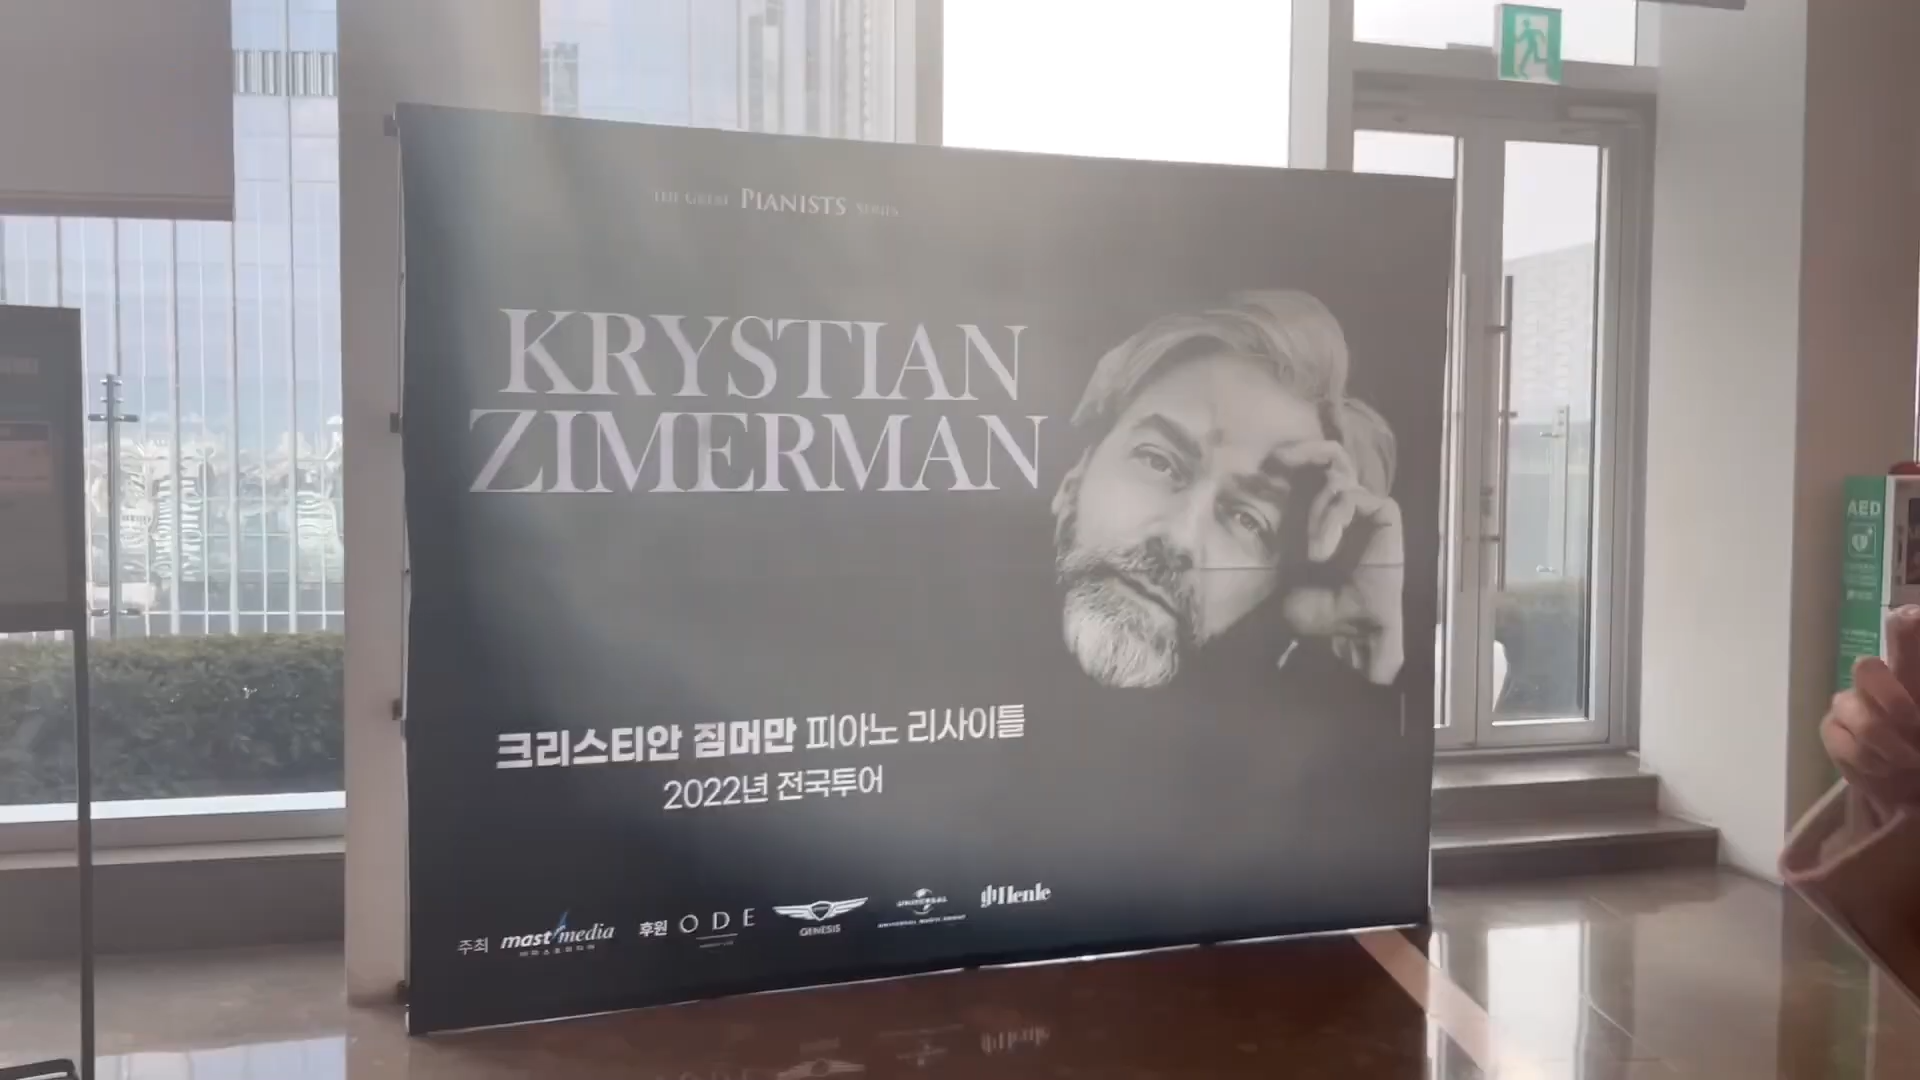 THE GREAT PIANISTS SERIES
KRYSTIAN
ZIMERMAN
크리스티안 짐머만 피아노 리사이틀
2022년 전국투어
주최 mast media 후원 ODE GENESIS UNIVERSAL Henle
AED